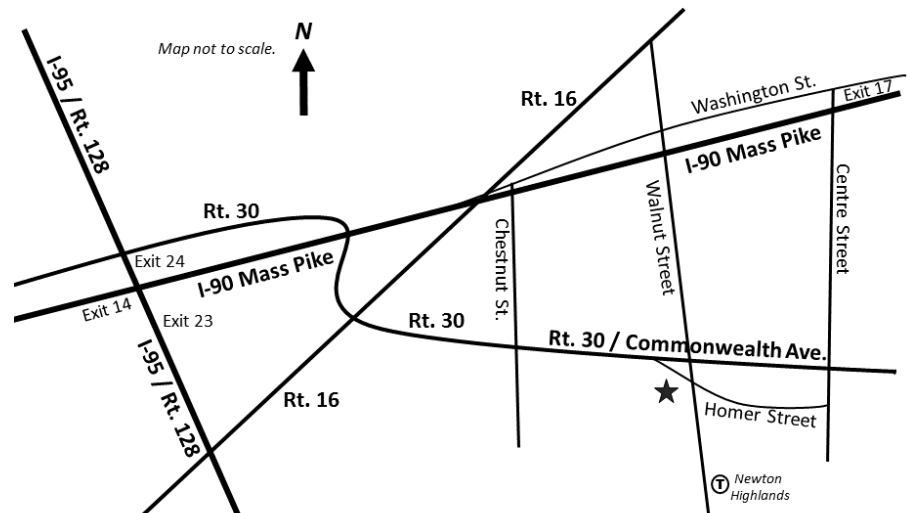 N
Map not to scale.
I-95 / Rt. 128
Rt. 16
Washington St.
Exit 17
I-90 Mass Pike
Rt. 30
Walnut Street
Centre Street
Chestnut St.
Exit 24
I-90 Mass Pike
Exit 14
Exit 23
Rt. 30
Rt. 30 / Commonwealth Ave.
I-95 / Rt. 128
Rt. 16
Homer Street
T
Newton
Highlands